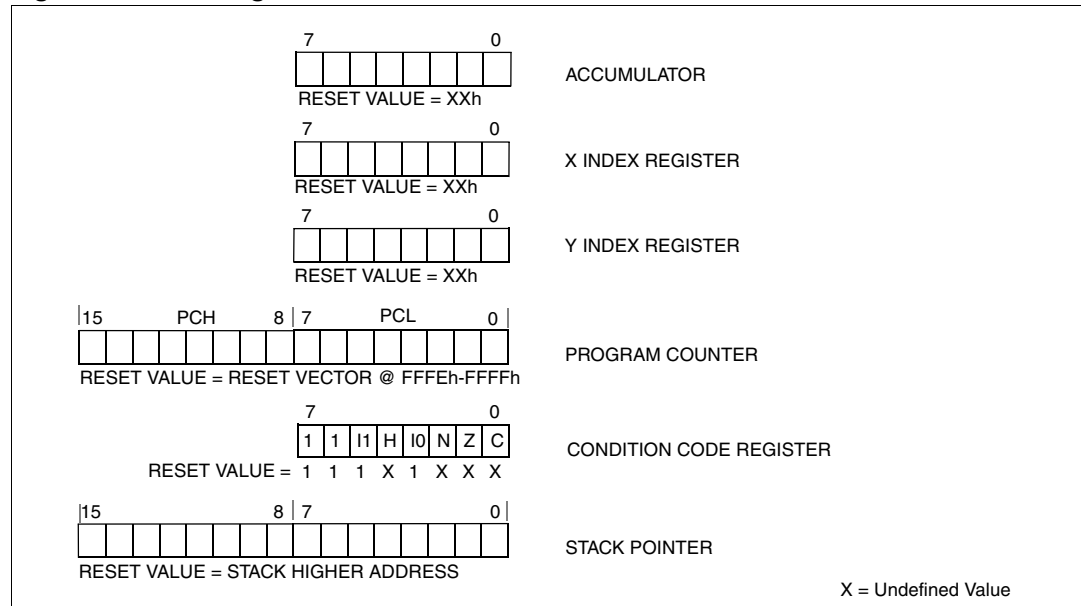 7 0
ACCUMULATOR
RESET VALUE = XXh
7 0
X INDEX REGISTER
RESET VALUE = XXh
7 0
Y INDEX REGISTER
RESET VALUE = XXh
15 PCH 8 7 PCL 0
PROGRAM COUNTER
RESET VALUE = RESET VECTOR @ FFFEh-FFFFh
7 0
1 1 I1 H I0 N Z C
CONDITION CODE REGISTER
RESET VALUE = 1 1 1 X 1 X X X
15 8 7 0
STACK POINTER
RESET VALUE = STACK HIGHER ADDRESS
X = Undefined Value